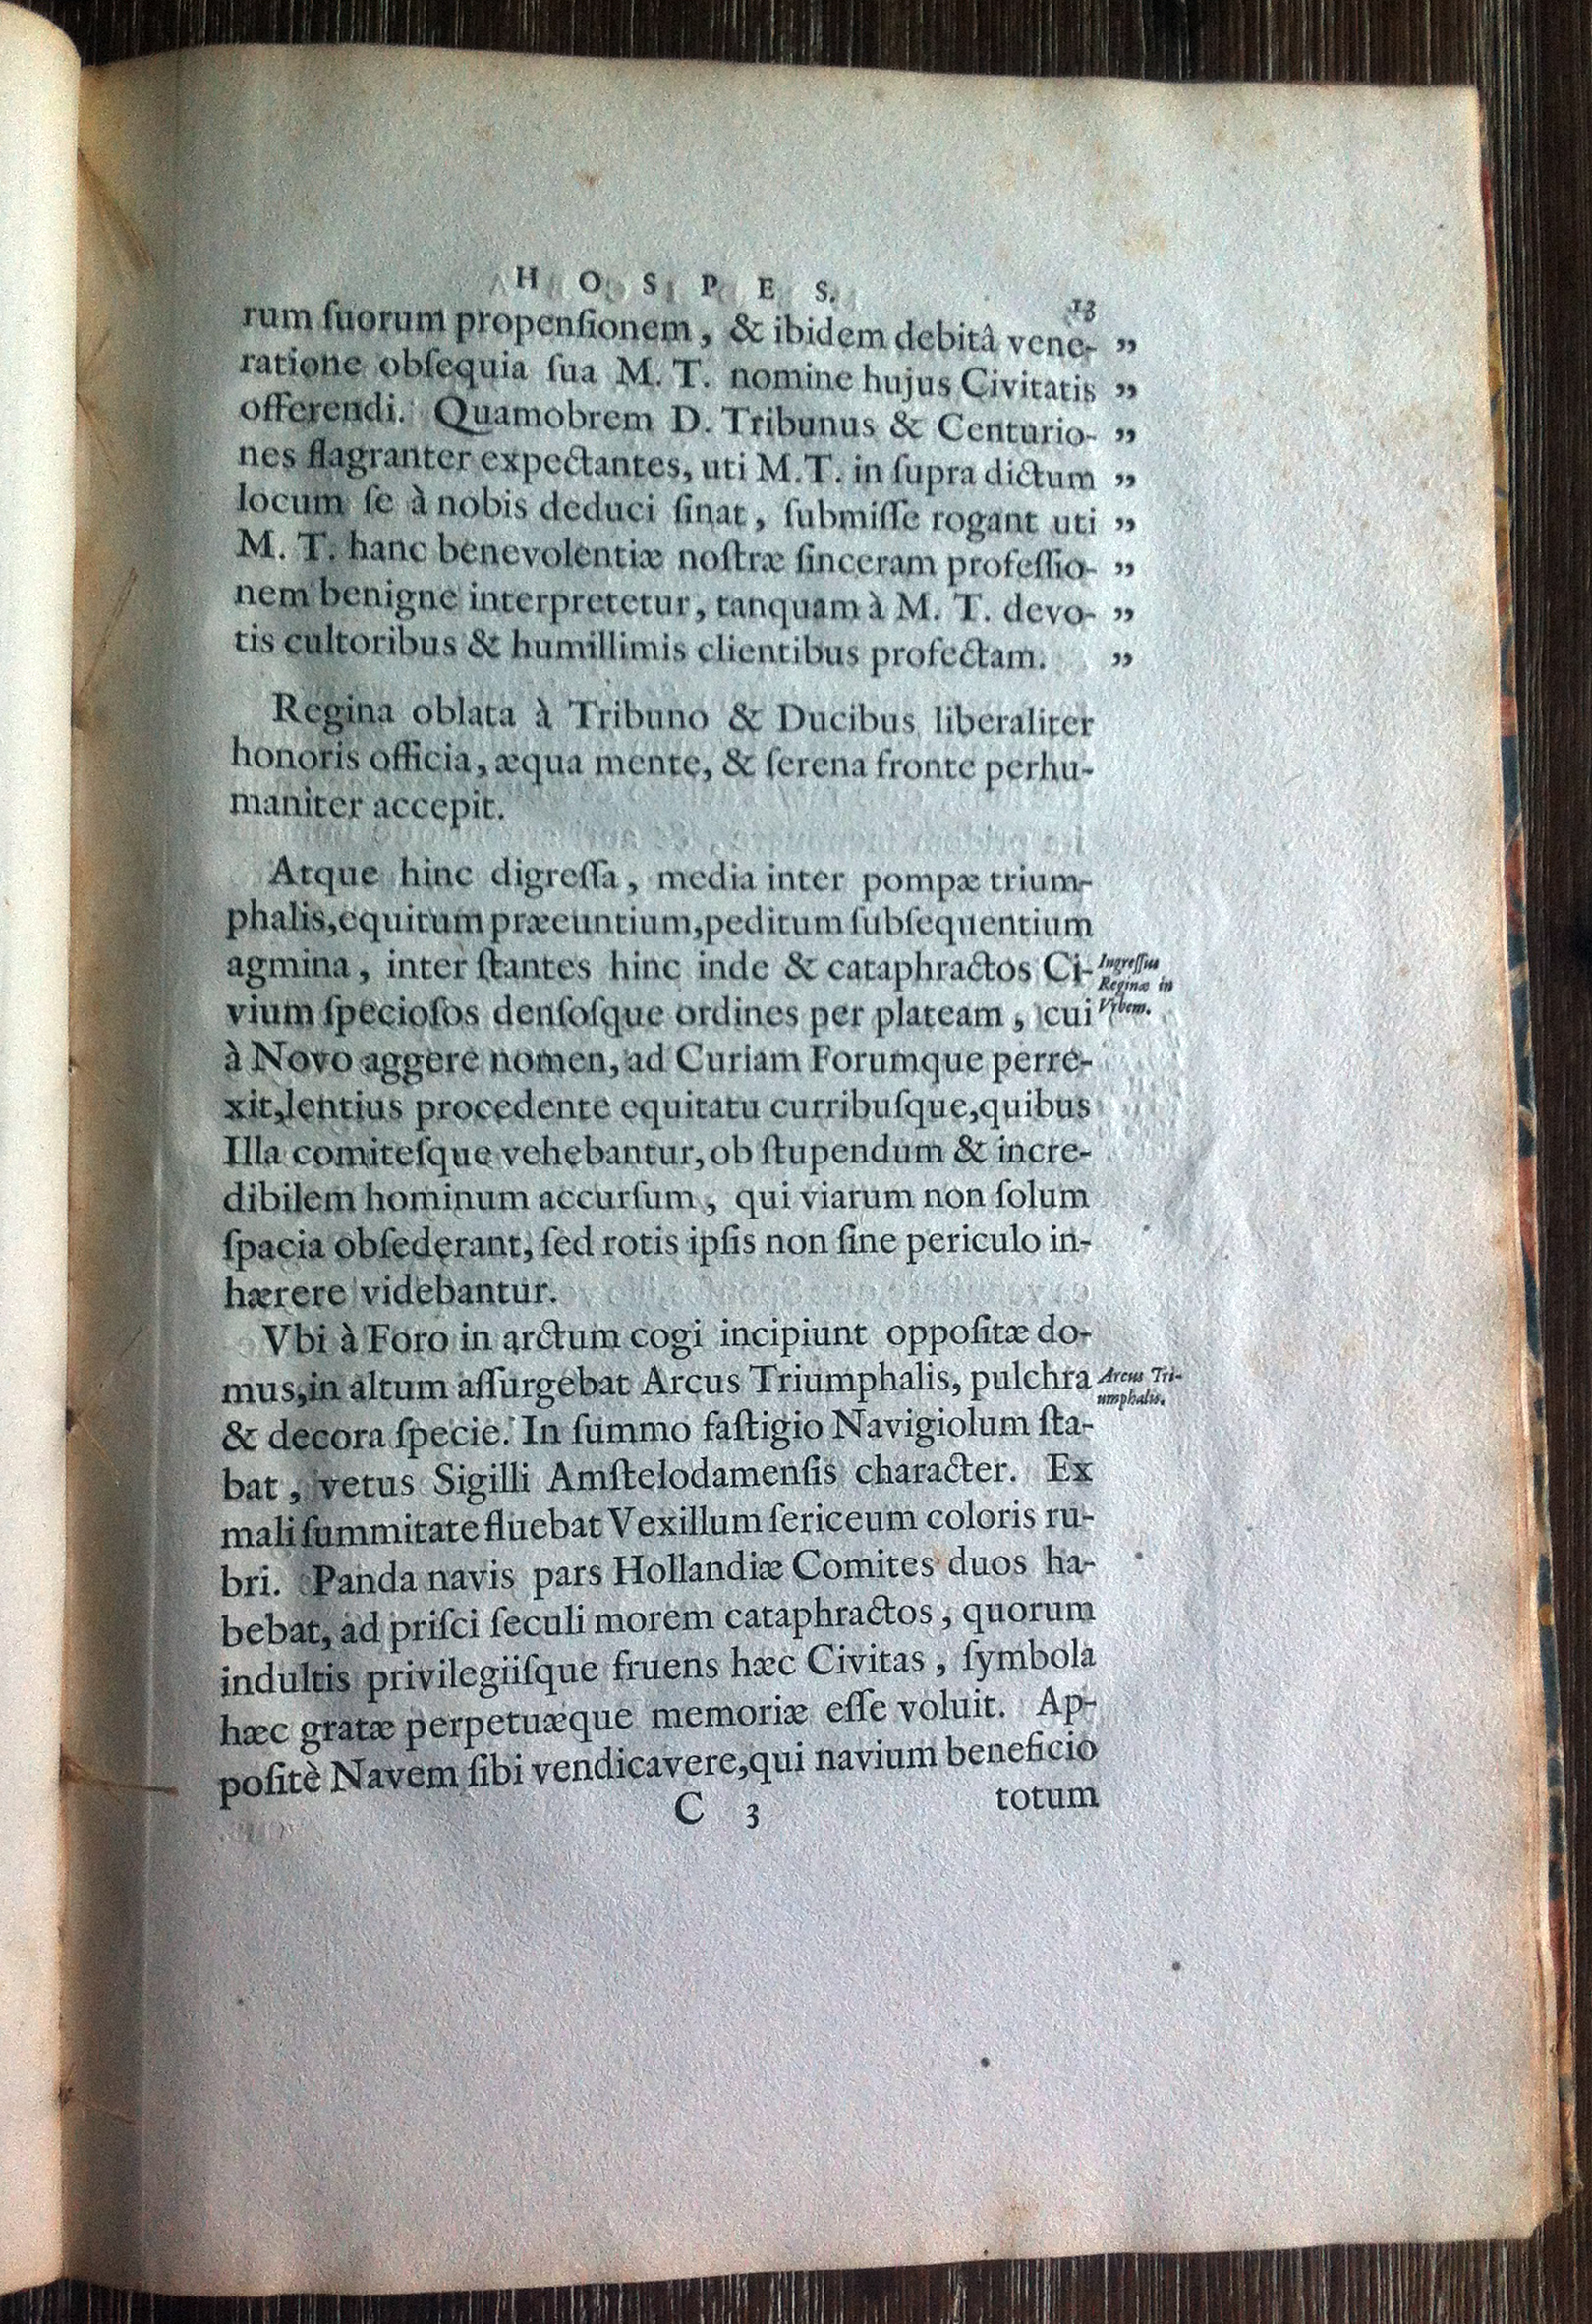 HOSPES. 13
rum ſuorum propenſionem, & ibidem debitâ vene- ”
ratione obſequia ſua M. T. nomine hujus Civitatis ”
offerendi. Quamobrem D. Tribunus & Centurio- ”
nes flagranter expectantes, uti M.T. in ſupra dictum ”
locum ſe à nobis deduci ſinat, ſubmiſſe rogant uti ”
M. T. hanc benevolentiæ noſtræ ſinceram profeſſio- ”
nem benigne interpretetur, tanquam à M. T. devo- ”
tis cultoribus & humillimis clientibus profectam. ”
Regina oblata à Tribuno & Ducibus liberaliter
honoris officia, æqua mente, & ſerena fronte perhu-
maniter accepit.
Atque hinc digreſſa, media inter pompæ trium-
phalis, equitum præeuntium, peditum ſubſequentium
agmina, inter ſtantes hinc inde & cataphractos Ci-
vium ſpecioſos denſoſque ordines per plateam, cui
à Novo aggere nomen, ad Curiam Forumque perre-
xit, lentius procedente equitatu curribuſque, quibus
Illa comiteſque vehebantur, ob ſtupendum & incre-
dibilem hominum accurſum, qui viarum non ſolum
ſpacia obſederant, ſed rotis ipſis non ſine periculo in-
hærere videbantur.
Ingreſſus
Reginæ in
Vrbem.
Vbi à Foro in arctum cogi incipiunt oppoſitæ do-
mus, in altum aſſurgebat Arcus Triumphalis, pulchra
& decora ſpecie. In ſummo faſtigio Navigiolum ſta-
bat, vetus Sigilli Amſtelodamenſis character. Ex
mali ſummitate fluebat Vexillum ſericeum coloris ru-
bri. Panda navis pars Hollandiæ Comites duos ha-
bebat, ad priſci ſeculi morem cataphractos, quorum
indultis privilegiiſque fruens hæc Civitas, ſymbola
hæc gratæ perpetuæque memoriæ eſſe voluit. Ap-
poſitè Navem ſibi vendicavere, qui navium beneficio
Arcus Tri-
umphalis.
C 3 totum